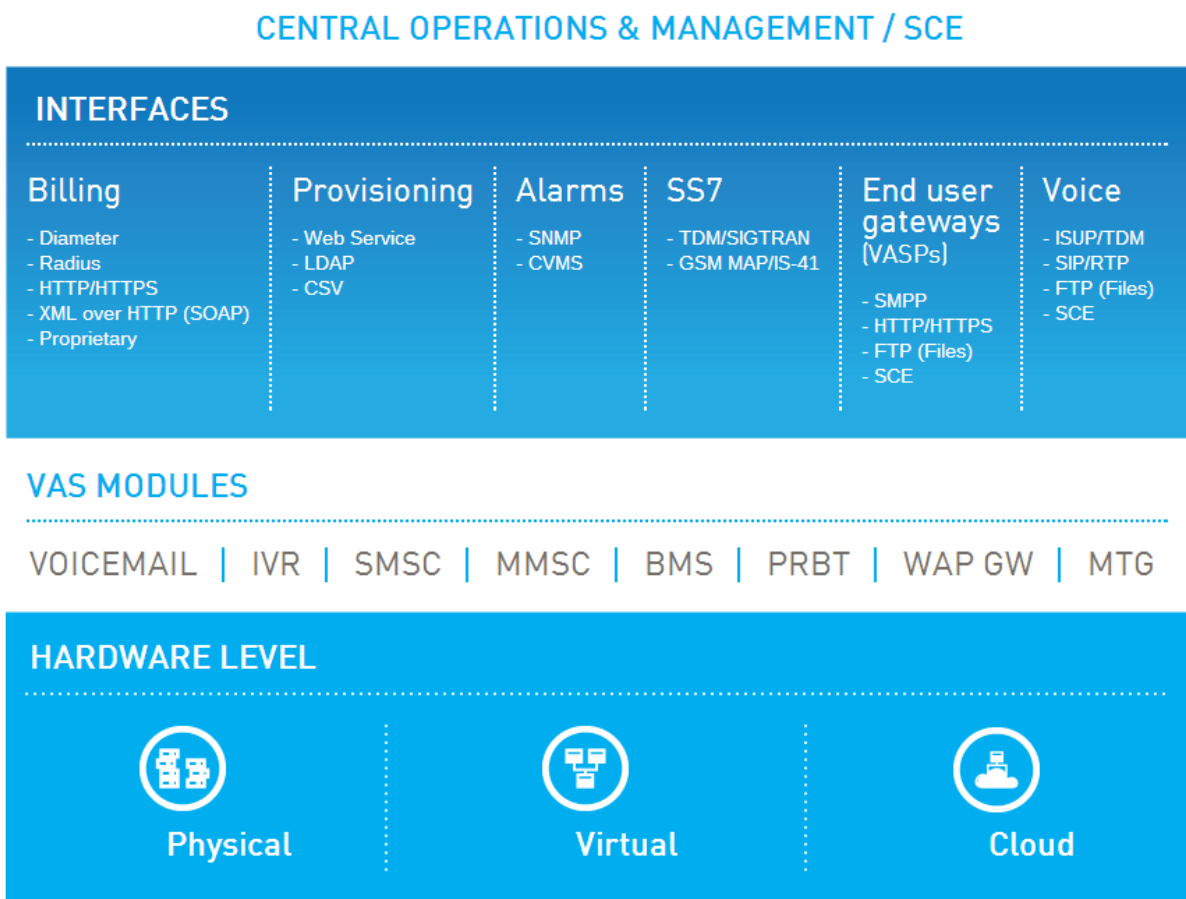 CENTRAL OPERATIONS & MANAGEMENT / SCE
INTERFACES
Billing
- Diameter
- Radius
- HTTP/HTTPS
- XML over HTTP (SOAP)
- Proprietary
Provisioning
- Web Service
- LDAP
- CSV
Alarms
- SNMP
- CVMS
SS7
- TDM/SIGTRAN
- GSM MAP/IS-41
End user
gateways
(VASPs)
- SMPP
- HTTP/HTTPS
- FTP (Files)
- SCE
Voice
- ISUP/TDM
- SIP/RTP
- FTP (Files)
- SCE
VAS MODULES
VOICEMAIL | IVR | SMSC | MMSC | BMS | PRBT | WAP GW | MTG
HARDWARE LEVEL
Physical
Virtual
Cloud